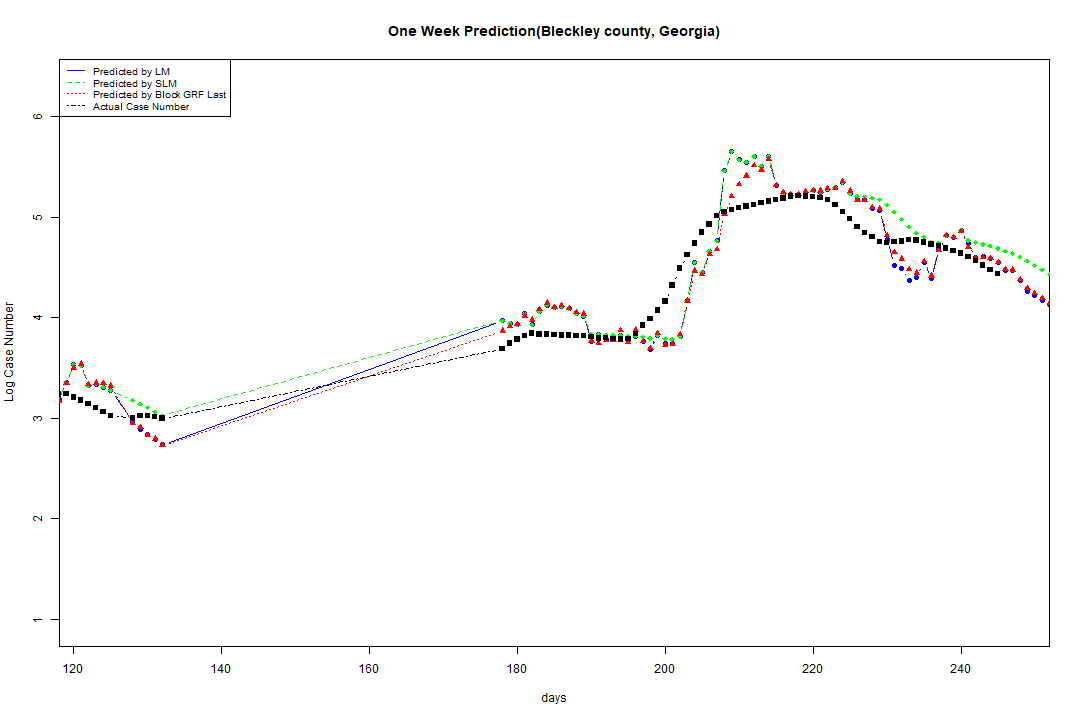 One Week Prediction(Bleckley county, Georgia)
Predicted by LM
Predicted by SLM
Predicted by Block GRF Last
Actual Case Number
Log Case Number
6
5
4
3
2
1
120 140 160 180 200 220 240
days